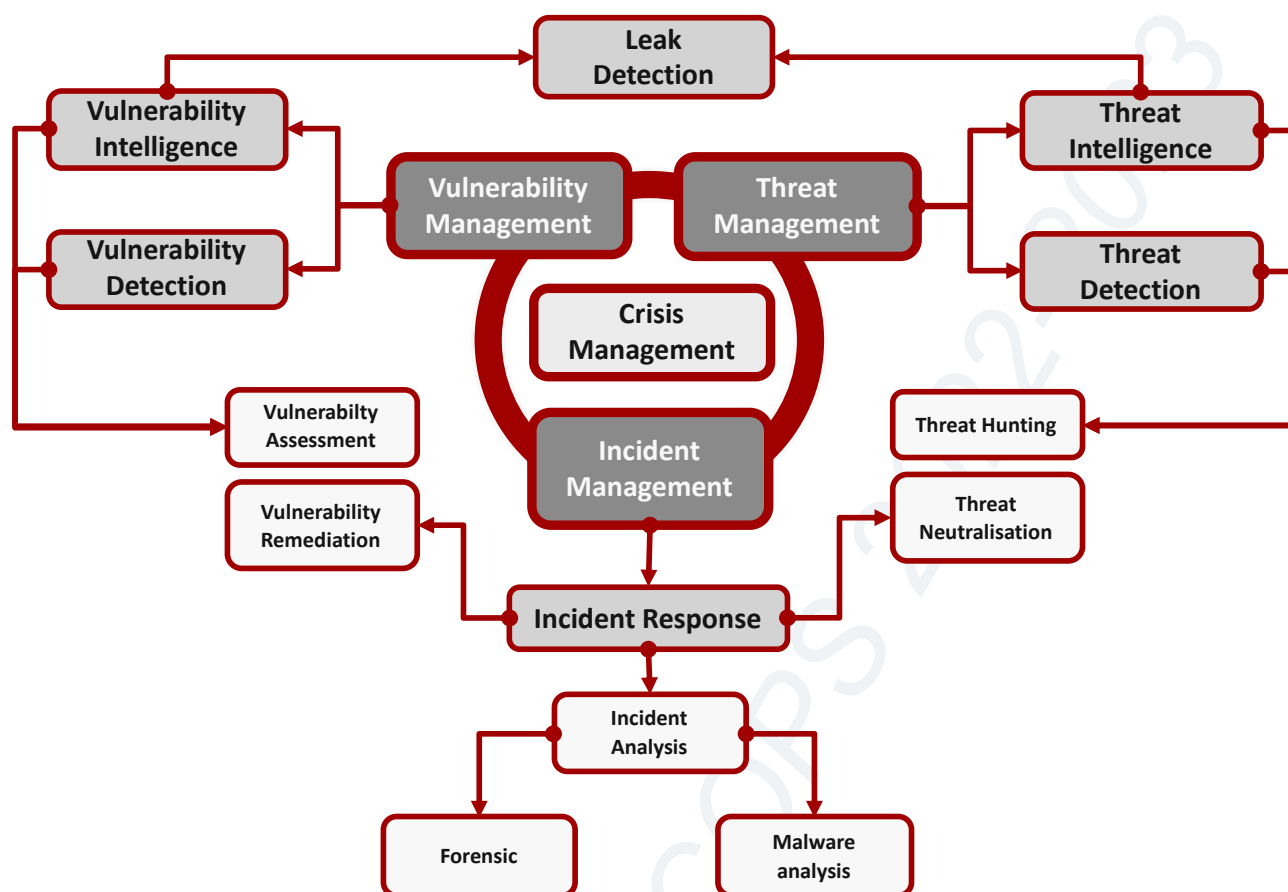 Leak
Detection
Vulnerability
Intelligence
Threat
Intelligence
Vulnerability
Management
Threat
Management
Vulnerability
Detection
Threat
Detection
Crisis
Management
Vulnerabilty
Assessment
Threat Hunting
Incident
Management
Vulnerability
Remediation
Threat
Neutralisation
Incident Response
Incident
Analysis
Forensic
Malware
analysis